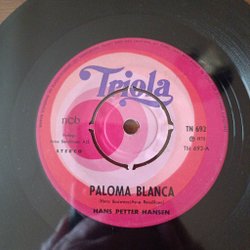 Triola
ncb
TN 692
STEREO
TN 692-A
PALOMA BLANCA
HANS PETTER HANSEN